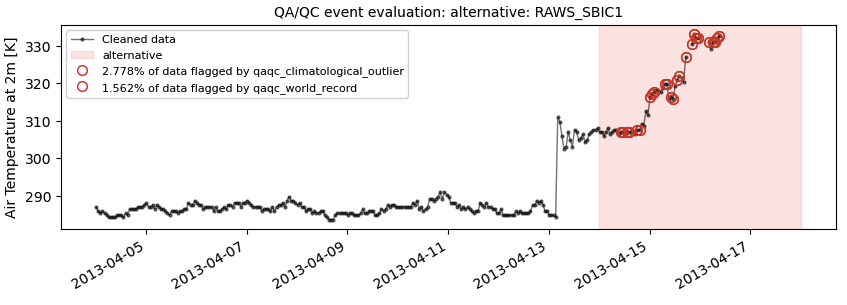 QA/QC event evaluation: alternative: RAWS_SBIC1
Air Temperature at 2m [K]
330
320
310
300
290
Cleaned data
alternative
2.778% of data flagged by qaqc_climatological_outlier
1.562% of data flagged by qaqc_world_record
2013-04-05
2013-04-07
2013-04-09
2013-04-11
2013-04-13
2013-04-15
2013-04-17